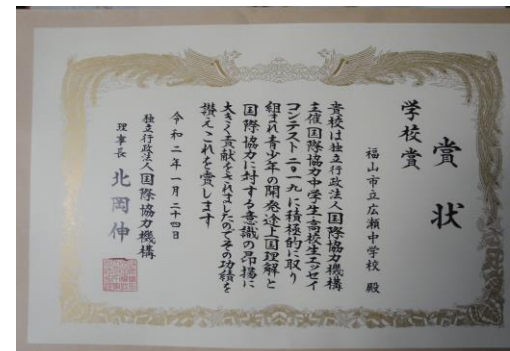 賞状
学校賞
福山市立広瀬中学校 殿
貴校は独立行政法人国際協力機構
主催国際協力中学生・高校生エッセイ
コンテスト二〇一九に積極的に取り
組まれ青少年の開発途上国理解と
国際協力に対する意識の昂揚に
大きく貢献をされましたのでその功績を
讃えこれを賞します
令和二年一月二十四日
独立行政法人国際協力機構
理事長 北岡伸一